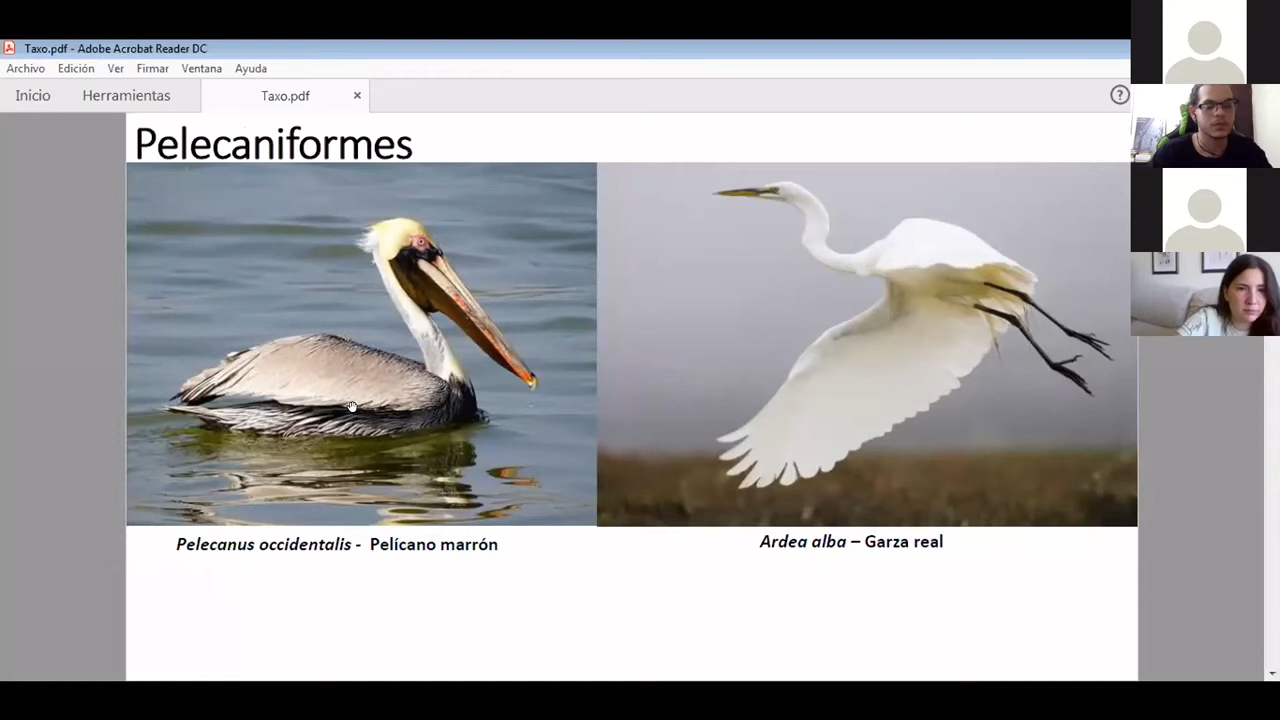 Taxo.pdf - Adobe Acrobat Reader DC
Archivo Edición Ver Firmar Ventana Ayuda
Inicio Herramientas Taxo.pdf × ?
Pelecaniformes
Pelecanus occidentalis - Pelícano marrón
Ardea alba – Garza real